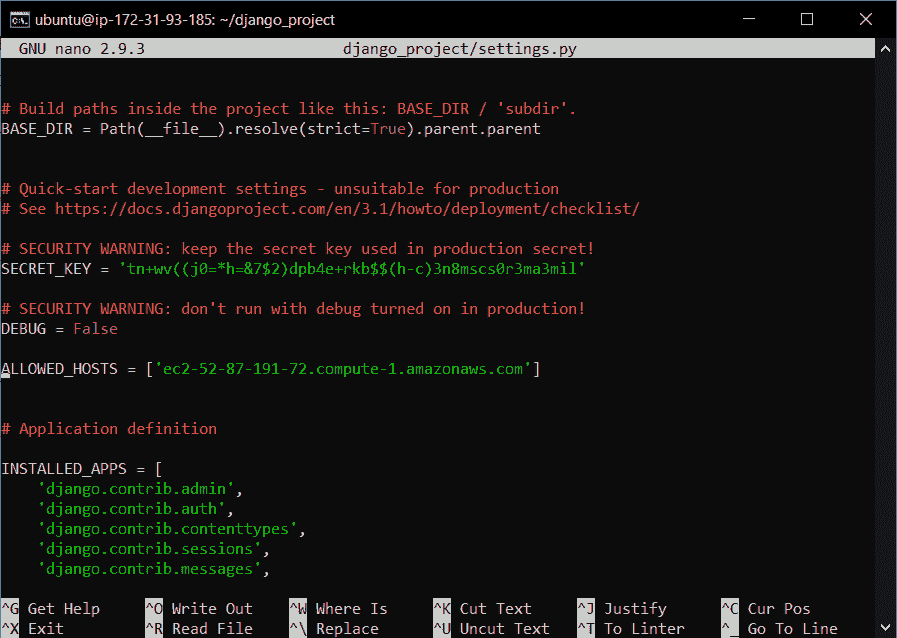 ubuntu@ip-172-31-93-185: ~/django_project
GNU nano 2.9.3 django_project/settings.py
# Build paths inside the project like this: BASE_DIR / 'subdir'.
BASE_DIR = Path(__file__).resolve(strict=True).parent.parent
# Quick-start development settings - unsuitable for production
# See https://docs.djangoproject.com/en/3.1/howto/deployment/checklist/
# SECURITY WARNING: keep the secret key used in production secret!
SECRET_KEY = 'tn+wv((j0=*h=&7$2)dpb4e+rkb$$(h-c)3n8mscs0r3ma3mil'
# SECURITY WARNING: don't run with debug turned on in production!
DEBUG = False
ALLOWED_HOSTS = ['ec2-52-87-191-72.compute-1.amazonaws.com']
# Application definition
INSTALLED_APPS = [
    'django.contrib.admin',
    'django.contrib.auth',
    'django.contrib.contenttypes',
    'django.contrib.sessions',
    'django.contrib.messages',
^G Get Help ^O Write Out ^W Where Is ^K Cut Text ^J Justify ^C Cur Pos
^X Exit ^R Read File ^\ Replace ^U Uncut Text ^T To Linter ^_ Go To Line